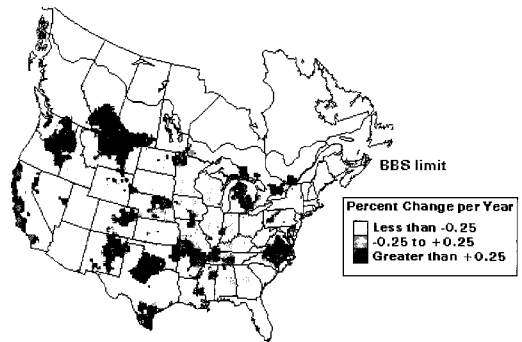 BBS limit
Percent Change per Year
Less than -0.25
-0.25 to +0.25
Greater than +0.25